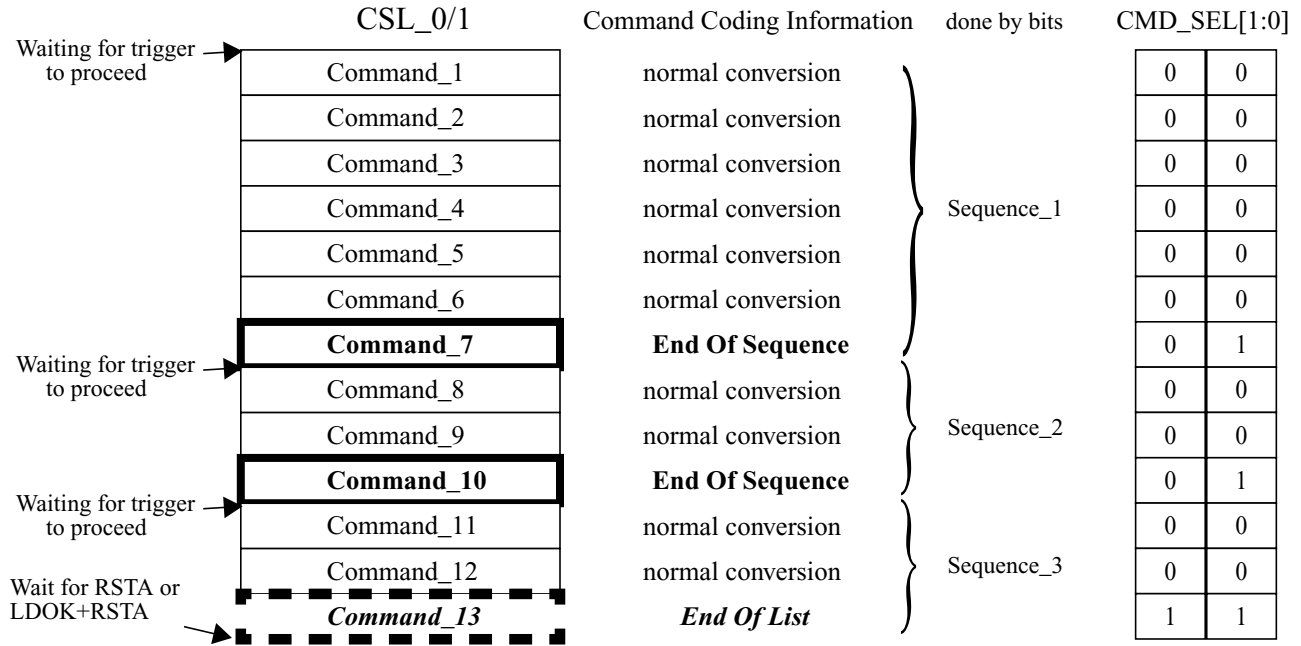 CSL_0/1 Command Coding Information done by bits CMD_SEL[1:0]
Waiting for trigger
to proceed
Command_1 normal conversion 0 0
Command_2 normal conversion 0 0
Command_3 normal conversion 0 0
Command_4 normal conversion Sequence_1 0 0
Command_5 normal conversion 0 0
Command_6 normal conversion 0 0
Command_7 End Of Sequence 0 1
Waiting for trigger
to proceed
Command_8 normal conversion 0 0
Command_9 normal conversion Sequence_2 0 0
Command_10 End Of Sequence 0 1
Waiting for trigger
to proceed
Command_11 normal conversion 0 0
Command_12 normal conversion Sequence_3 0 0
Wait for RSTA or
LDOK+RSTA
Command_13 End Of List 1 1